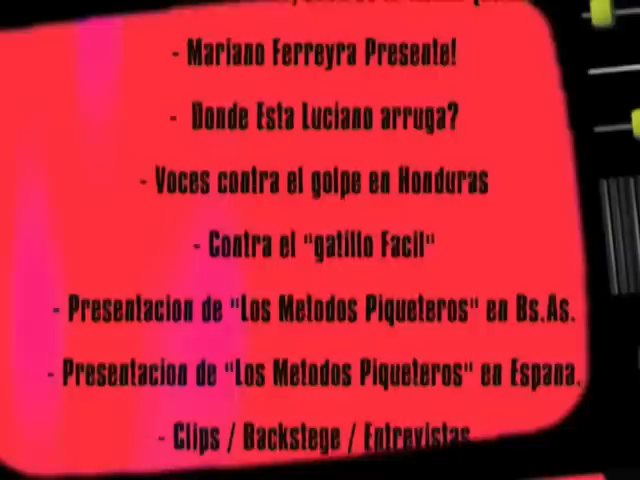 - Mariano Ferreyra Presente!
- Donde Esta Luciano arruga?
- Voces contra el golpe en Honduras
- Contra el "gatillo Facil"
- Presentacion de "Los Metodos Piqueteros" en Bs.As.
- Presentacion de "Los Metodos Piqueteros" en Espana.
- Clips / Backstege / Entrevistas